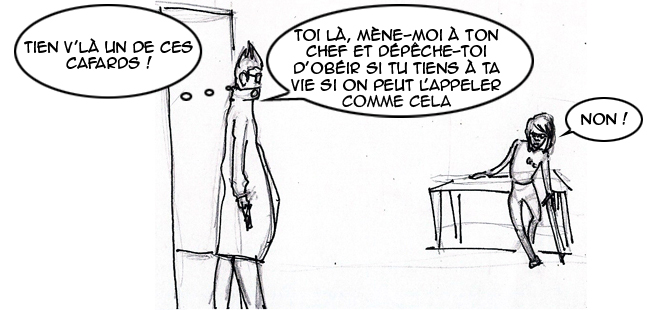 TIEN V'LÀ UN DE CES
CAFARDS !
TOI LÀ, MÈNE-MOI À TON
CHEF ET DÉPÊCHE-TOI
D'OBÉIR SI TU TIENS À TA
VIE SI ON PEUT L'APPELER
COMME CELA
NON !